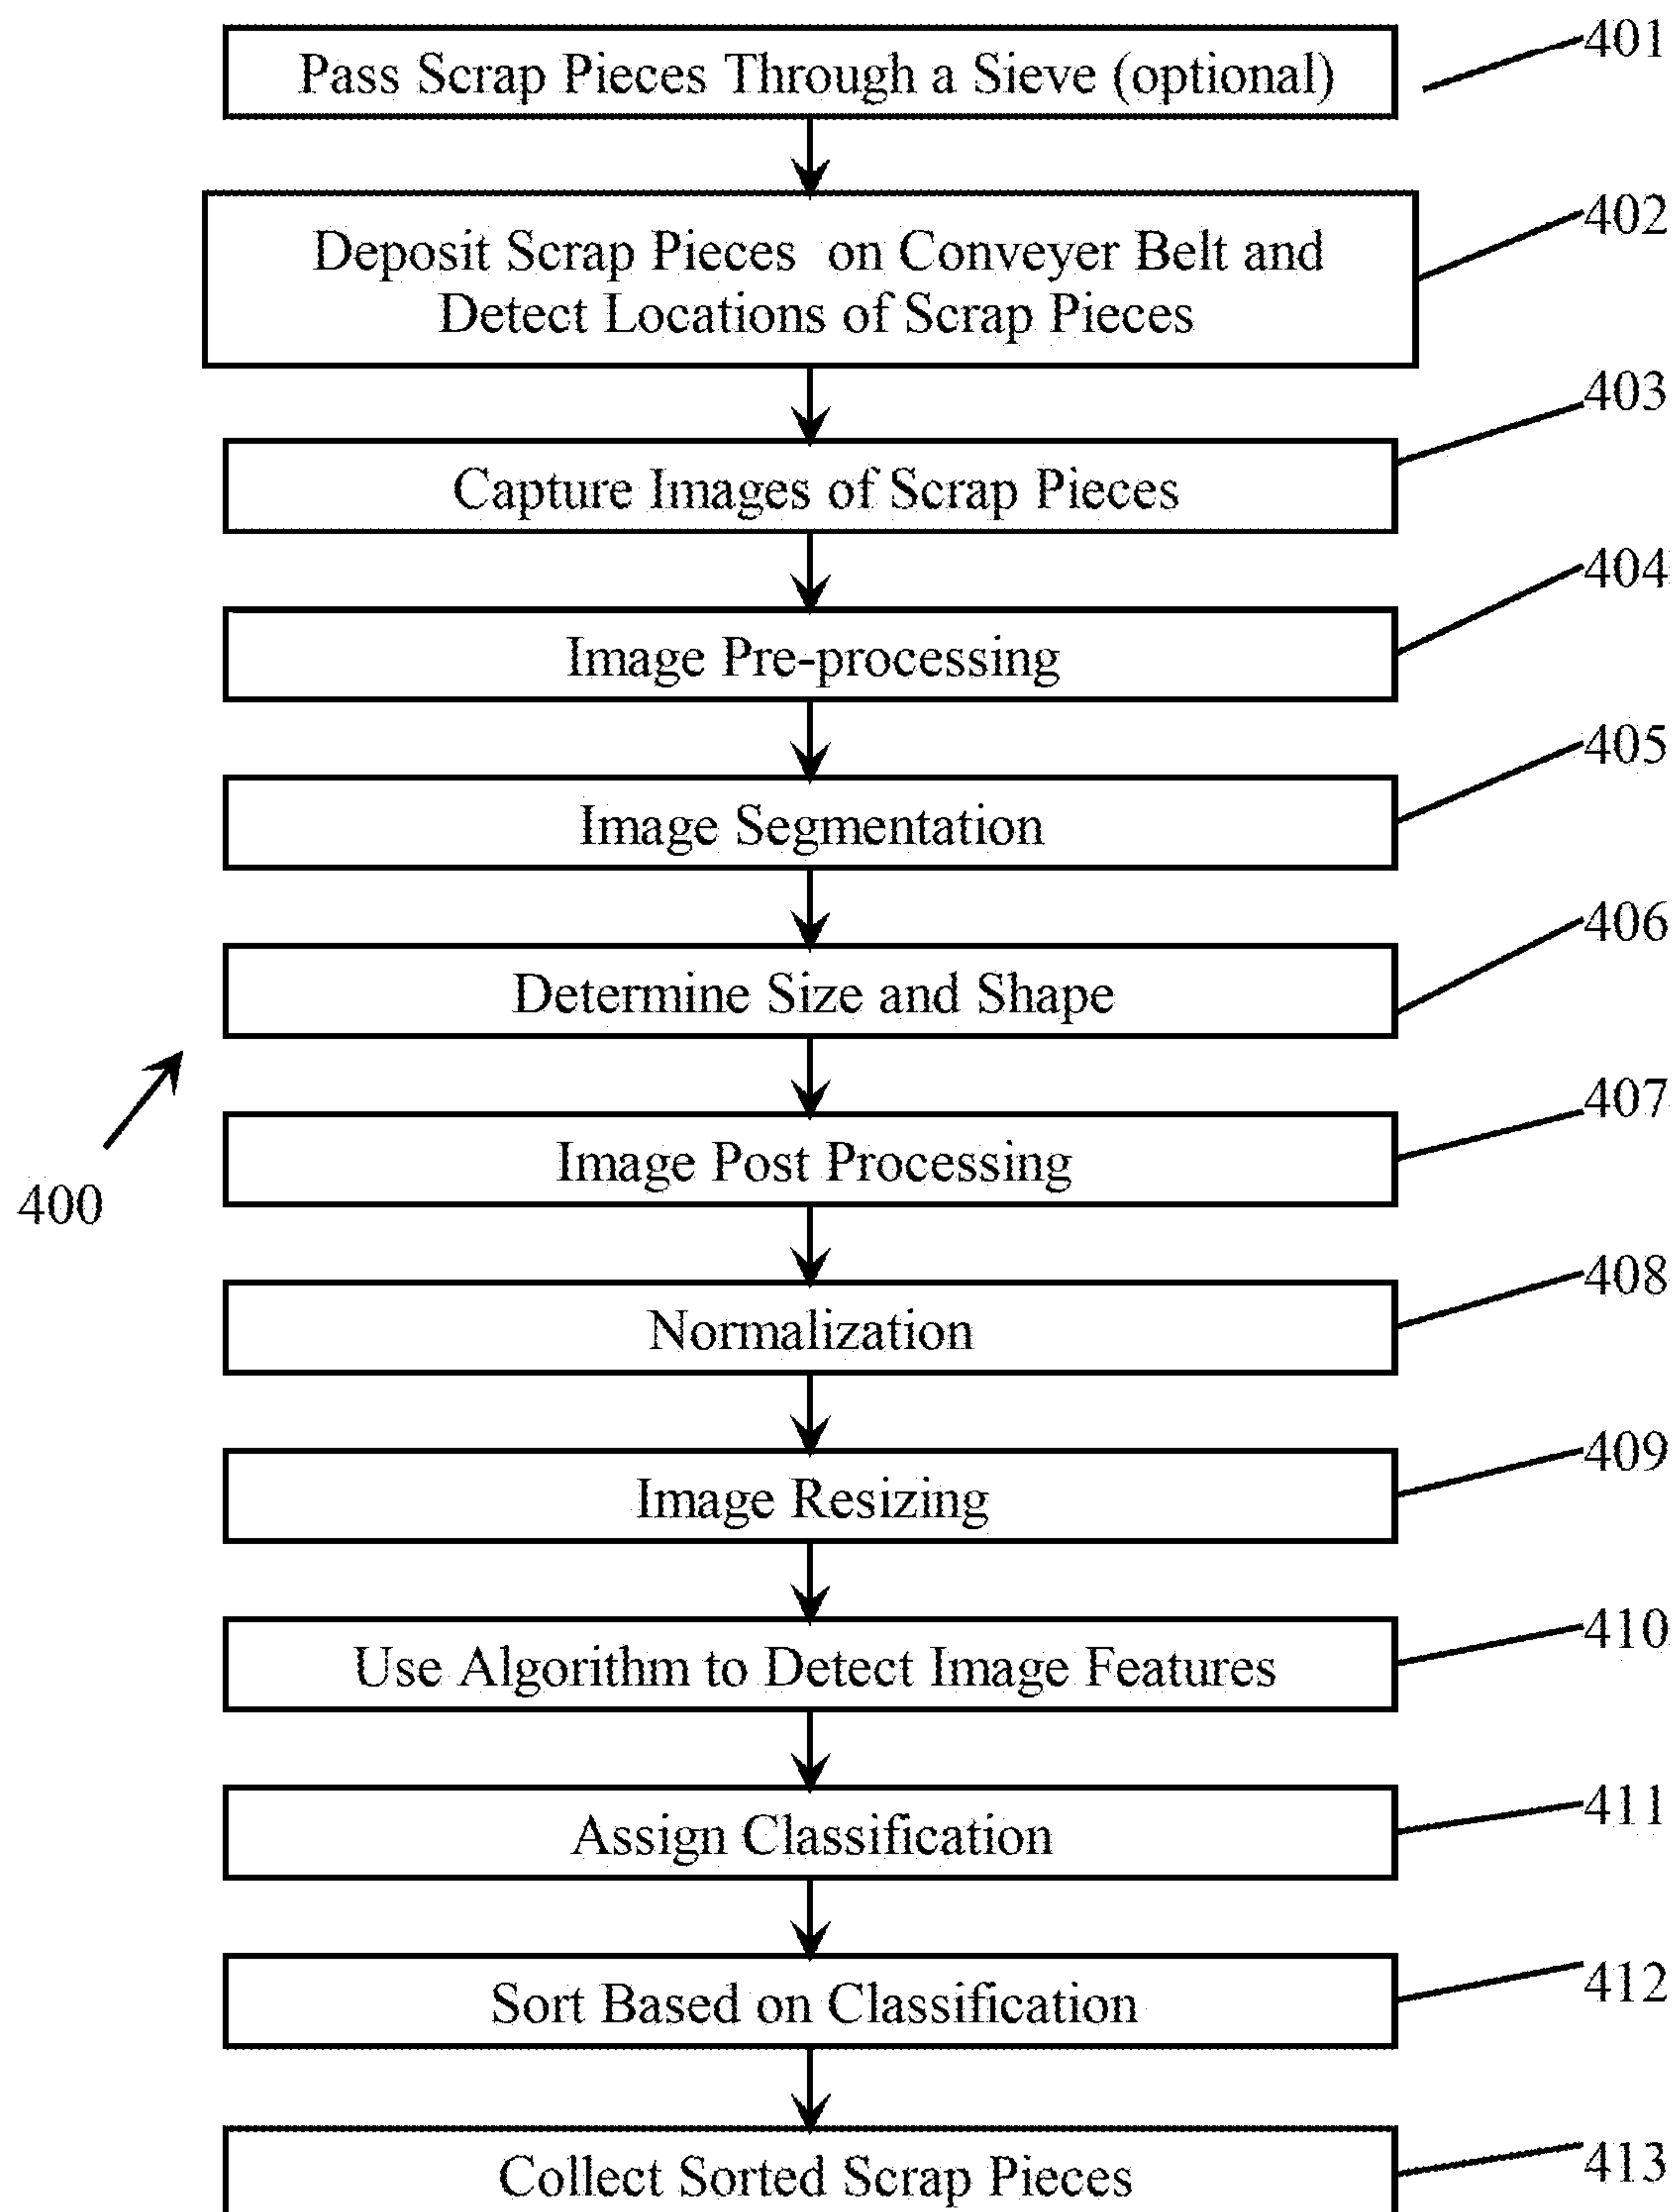 Pass Scrap Pieces Through a Sieve (optional)
401
Deposit Scrap Pieces on Conveyer Belt and
Detect Locations of Scrap Pieces
402
Capture Images of Scrap Pieces
403
Image Pre-processing
404
Image Segmentation
405
Determine Size and Shape
406
400
Image Post Processing
407
Normalization
408
Image Resizing
409
Use Algorithm to Detect Image Features
410
Assign Classification
411
Sort Based on Classification
412
Collect Sorted Scrap Pieces
413